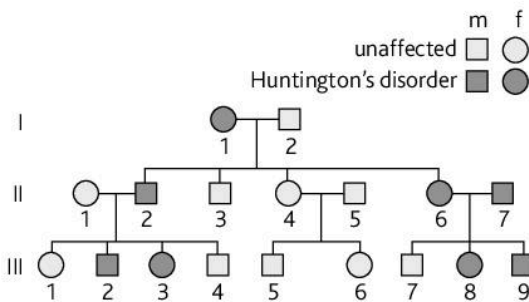 m f
unaffected
Huntington's disorder
I
1 2
II
1 2 3 4 5 6 7
III
1 2 3 4 5 6 7 8 9